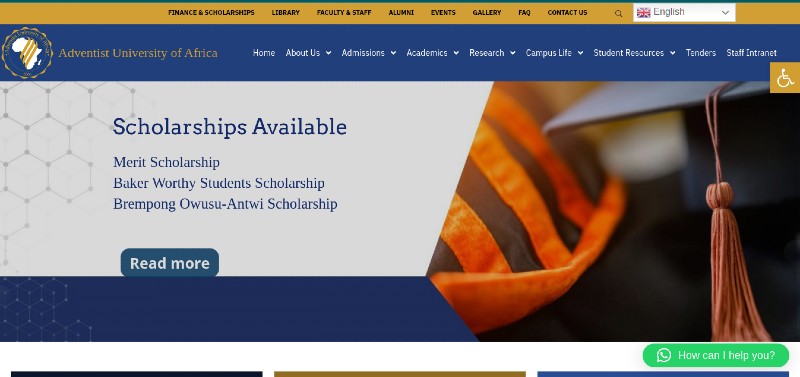 FINANCE & SCHOLARSHIPS LIBRARY FACULTY & STAFF ALUMNI EVENTS GALLERY FAQ CONTACT US English
Adventist University of Africa
Home About Us Admissions Academics Research Campus Life Student Resources Tenders Staff Intranet
Scholarships Available
Merit Scholarship
Baker Worthy Students Scholarship
Brempong Owusu-Antwi Scholarship
Read more
How can I help you?